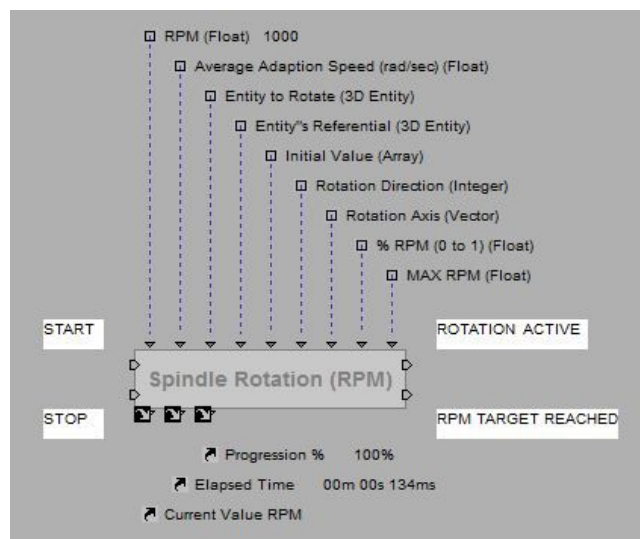 RPM (Float) 1000
Average Adaption Speed (rad/sec) (Float)
Entity to Rotate (3D Entity)
Entity"s Referential (3D Entity)
Initial Value (Array)
Rotation Direction (Integer)
Rotation Axis (Vector)
% RPM (0 to 1) (Float)
MAX RPM (Float)
START
ROTATION ACTIVE
Spindle Rotation (RPM)
STOP
RPM TARGET REACHED
Progression % 100%
Elapsed Time 00m 00s 134ms
Current Value RPM